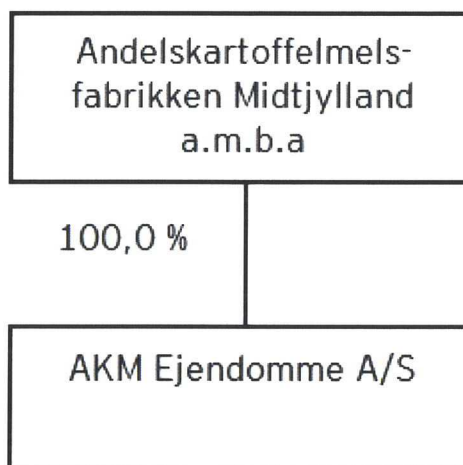 Andelskartoffelmels-
fabrikken Midtjylland
a.m.b.a
100,0 %
AKM Ejendomme A/S